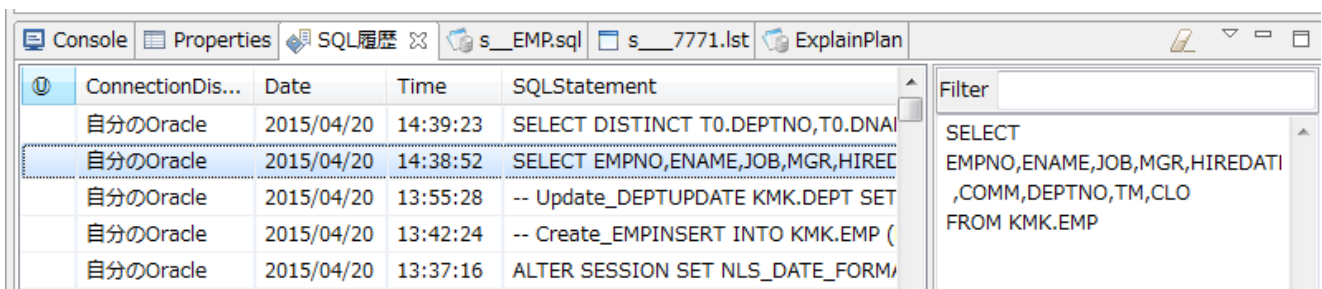 Console Properties SQL履歴 s__EMP.sql s___7771.lst ExplainPlan
ConnectionDis... Date Time SQLStatement
自分のOracle 2015/04/20 14:39:23 SELECT DISTINCT T0.DEPTNO,T0.DNA
自分のOracle 2015/04/20 14:38:52 SELECT EMPNO,ENAME,JOB,MGR,HIRED
自分のOracle 2015/04/20 13:55:28 -- Update_DEPTUPDATE KMK.DEPT SET
自分のOracle 2015/04/20 13:42:24 -- Create_EMPINSERT INTO KMK.EMP (
自分のOracle 2015/04/20 13:37:16 ALTER SESSION SET NLS_DATE_FORM
Filter
SELECT
EMPNO,ENAME,JOB,MGR,HIREDAT
,COMM,DEPTNO,TM,CLO
FROM KMK.EMP